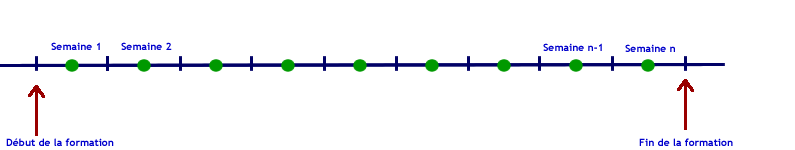 Semaine 1
Semaine 2
Semaine n-1
Semaine n
Début de la formation
Fin de la formation